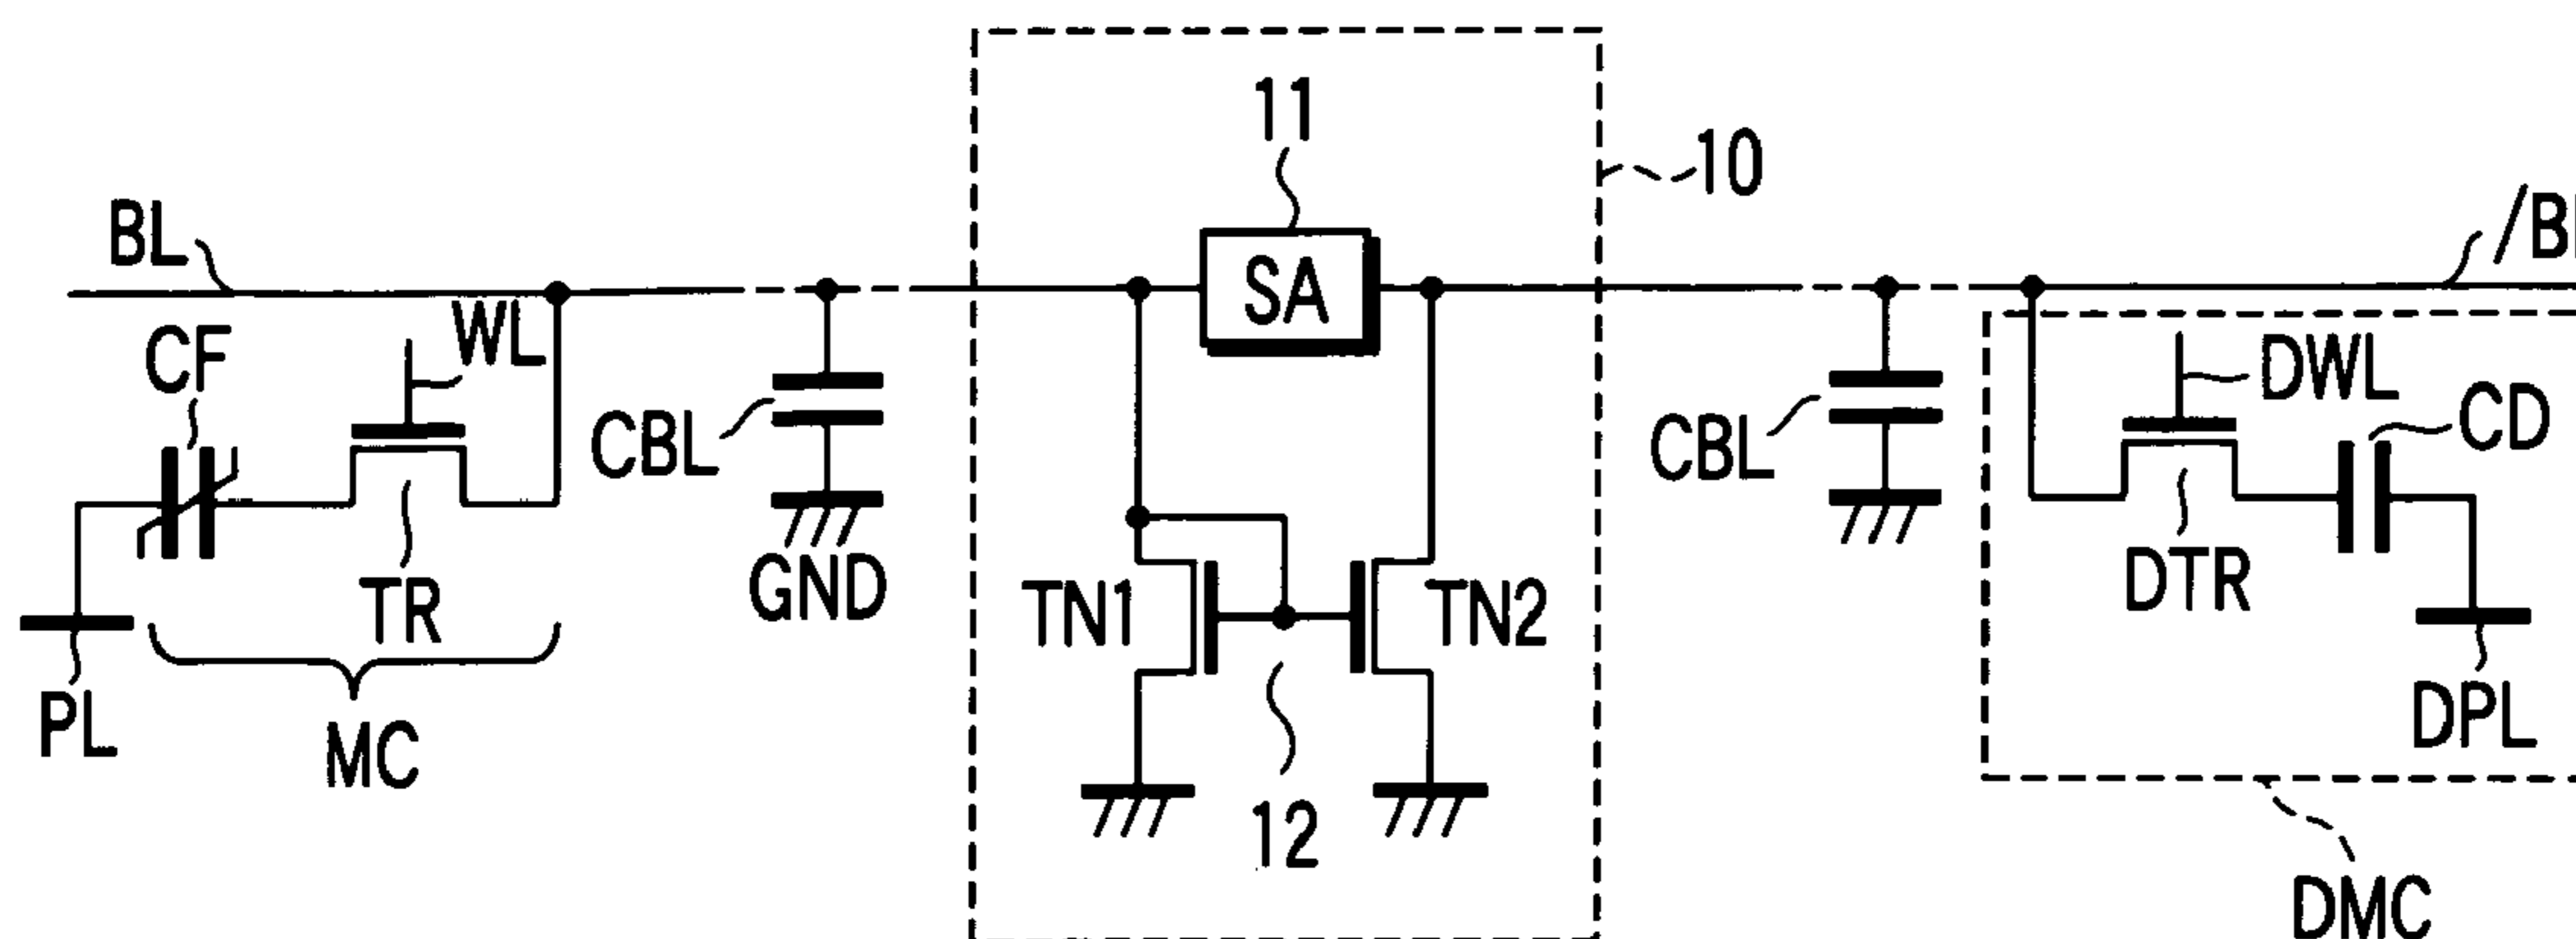 11
10
BL
/B
SA
WL
CF
DWL
CD
CBL
CBL
TN1
TN2
TR
DTR
GND
PL
DPL
MC
12
DMC